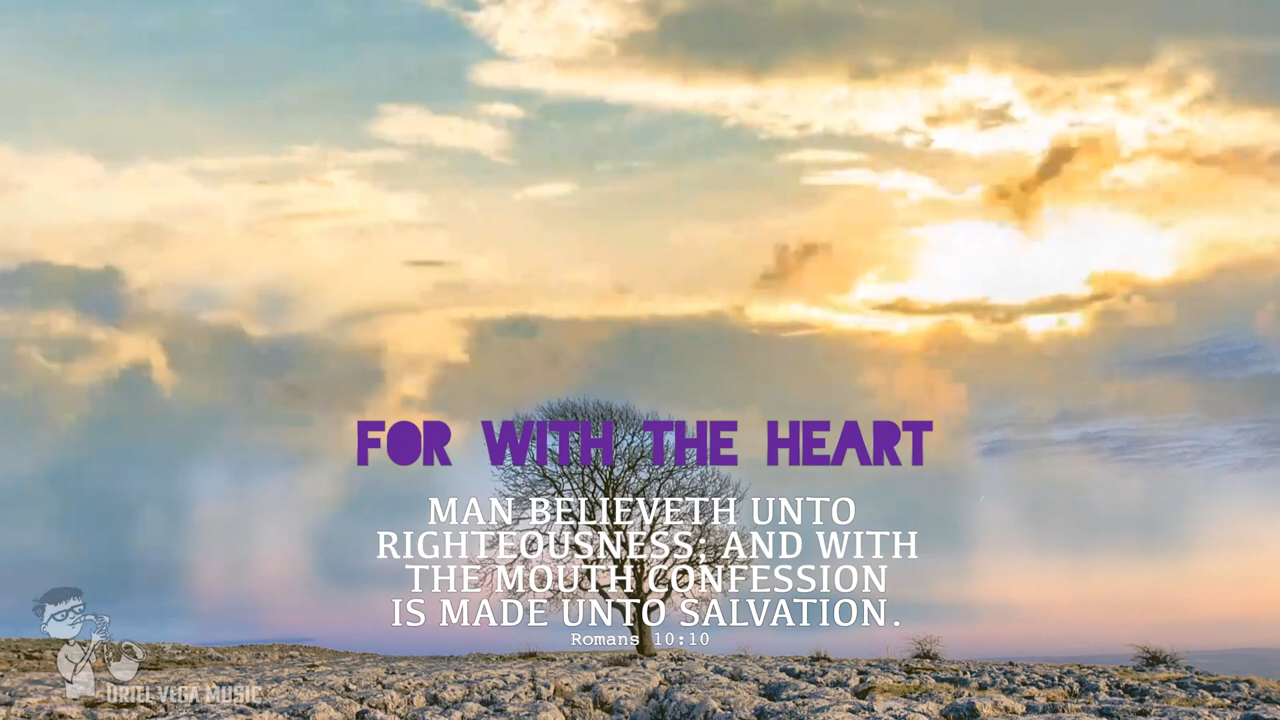 FOR WITH THE HEART
MAN BELIEVETH UNTO
RIGHTEOUSNESS; AND WITH
THE MOUTH CONFESSION
IS MADE UNTO SALVATION.
Romans 10:10
ORIEL VEGA MUSIC